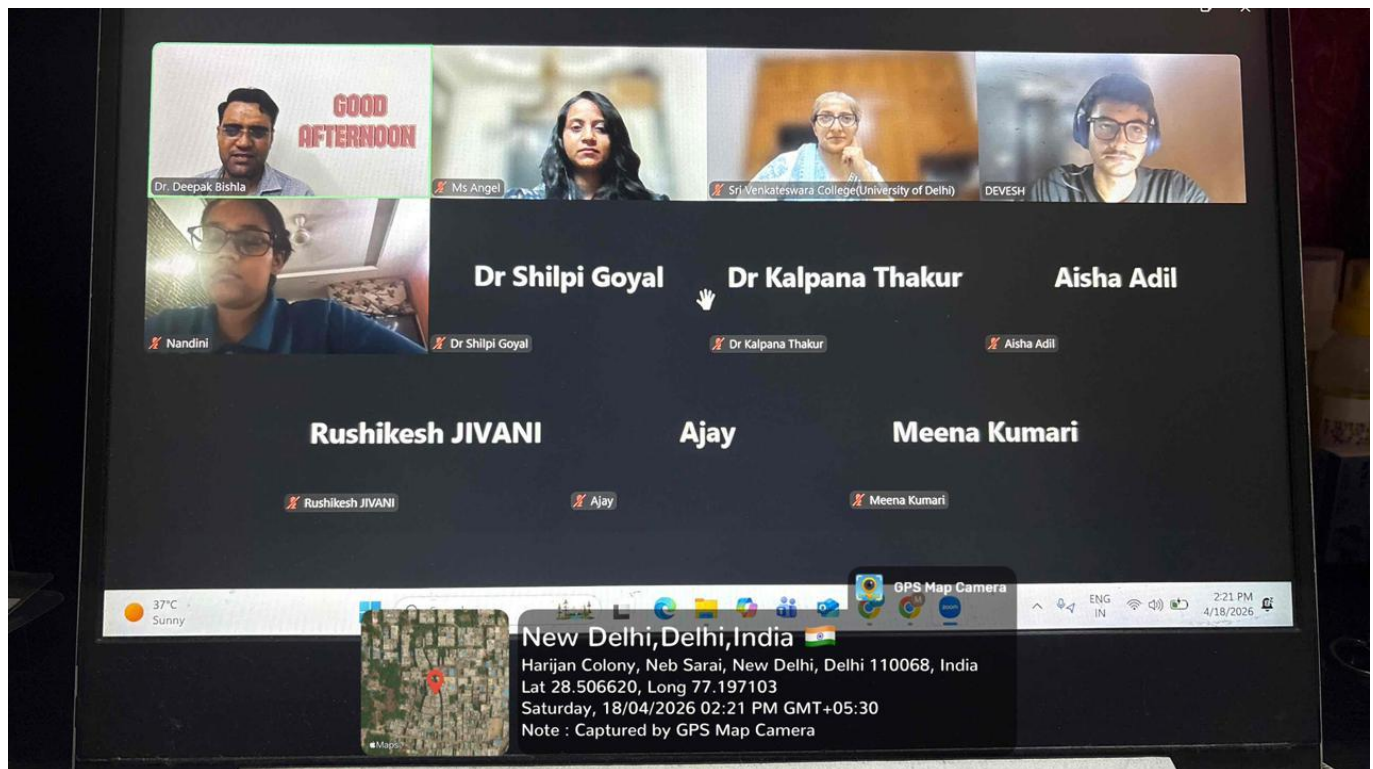 GOOD
AFTERNOON
Dr. Deepak Bishla
Ms Angel
Sri Venkateswara College(University of Delhi)
DEVESH
Nandini
Dr Shilpi Goyal
Dr Shilpi Goyal
Dr Kalpana Thakur
Dr Kalpana Thakur
Aisha Adil
Aisha Adil
Rushikesh JIVANI
Rushikesh JIVANI
Ajay
Ajay
Meena Kumari
Meena Kumari
37°C
Sunny
zoom
ENG
IN
2:21 PM
4/18/2026
GPS Map Camera
Maps
New Delhi,Delhi,India
Harijan Colony, Neb Sarai, New Delhi, Delhi 110068, India
Lat 28.506620, Long 77.197103
Saturday, 18/04/2026 02:21 PM GMT+05:30
Note : Captured by GPS Map Camera